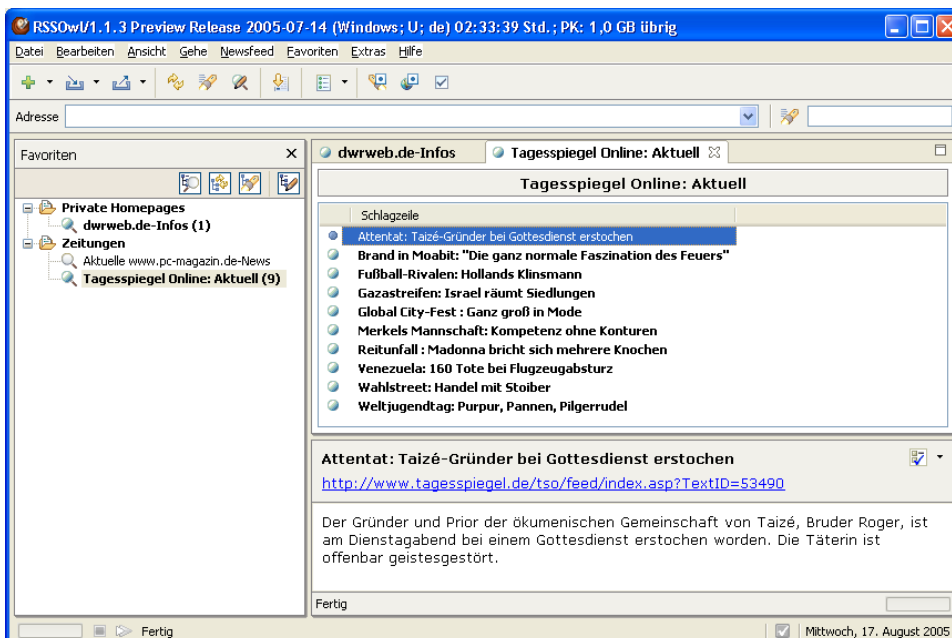 RSSOwl/1.1.3 Preview Release 2005-07-14 (Windows; U; de) 02:33:39 Std.; PK: 1,0 GB übrig
Datei Bearbeiten Ansicht Gehe Newsfeed Favoriten Extras Hilfe
Adresse
Favoriten
Private Homepages
dwrweb.de-Infos (1)
Zeitungen
Aktuelle www.pc-magazin.de-News
Tagesspiegel Online: Aktuell (9)
dwrweb.de-Infos Tagesspiegel Online: Aktuell
Tagesspiegel Online: Aktuell
Schlagzeile
Attentat: Taizé-Gründer bei Gottesdienst erstochen
Brand in Moabit: "Die ganz normale Faszination des Feuers"
Fußball-Rivalen: Hollands Klinsmann
Gazastreifen: Israel räumt Siedlungen
Global City-Fest : Ganz groß in Mode
Merkels Mannschaft: Kompetenz ohne Konturen
Reitunfall : Madonna bricht sich mehrere Knochen
Venezuela: 160 Tote bei Flugzeugabsturz
Wahlstreet: Handel mit Stoiber
Weltjugendtag: Purpur, Pannen, Pilgerrudel
Attentat: Taizé-Gründer bei Gottesdienst erstochen
http://www.tagesspiegel.de/tso/feed/index.asp?TextID=53490
Der Gründer und Prior der ökumenischen Gemeinschaft von Taizé, Bruder Roger, ist
am Dienstagabend bei einem Gottesdienst erstochen worden. Die Täterin ist
offenbar geistesgestört.
Fertig
Fertig
Mittwoch, 17. August 2005